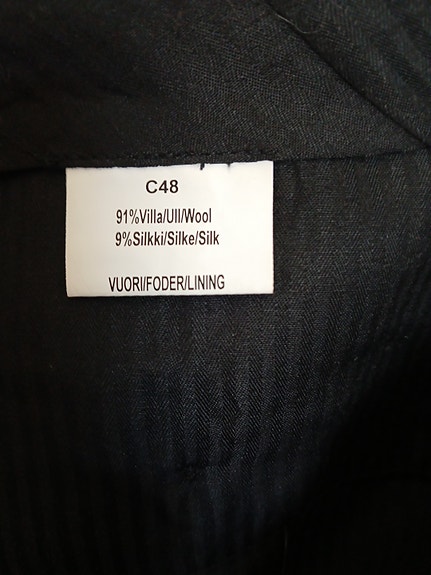 C48
91%Villa/Ull/Wool
9%Silkki/Silke/Silk
VUORI/FODER/LINING